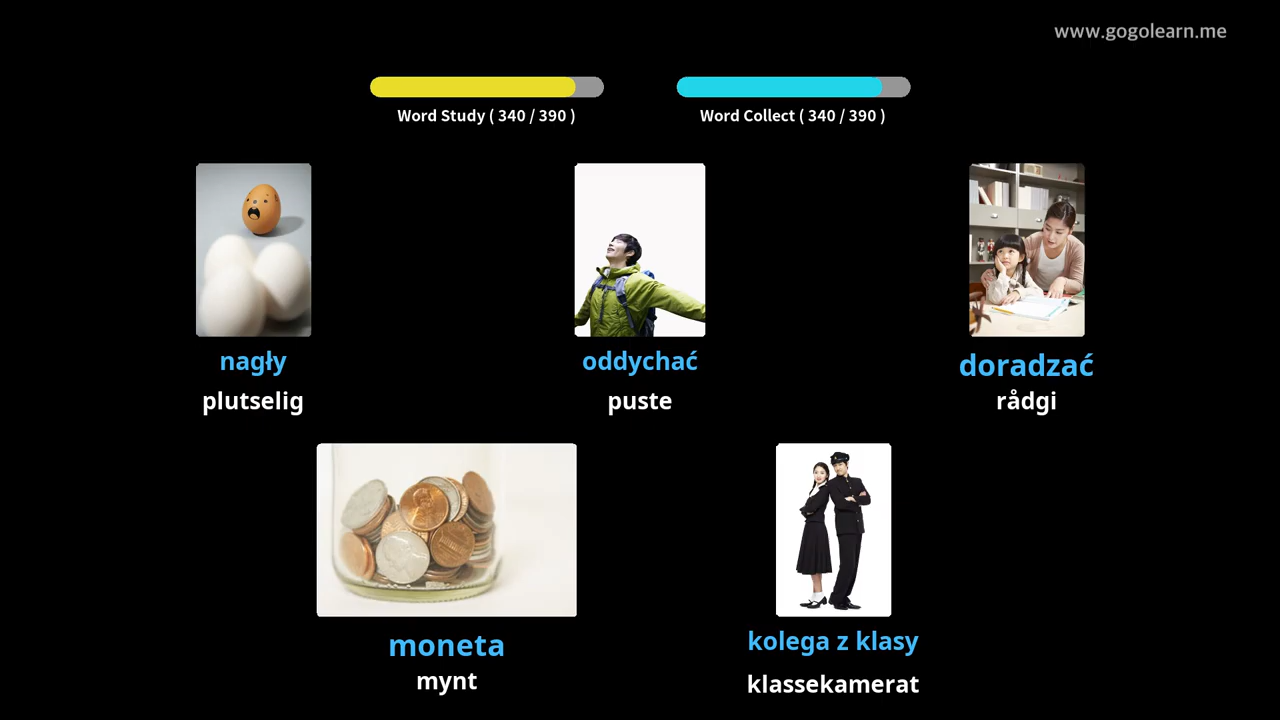 www.gogolearn.me
Word Study ( 340 / 390 )
Word Collect ( 340 / 390 )
nagły
plutselig
oddychać
puste
doradzać
rådgi
moneta
mynt
kolega z klasy
klassekamerat